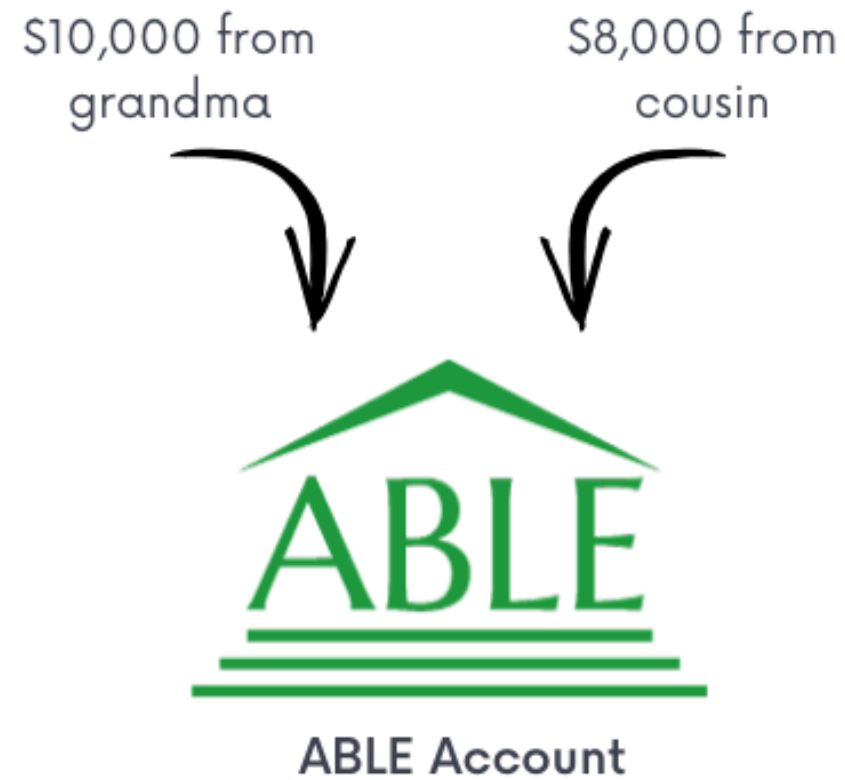 $10,000 from
grandma
$8,000 from
cousin
ABLE
ABLE Account